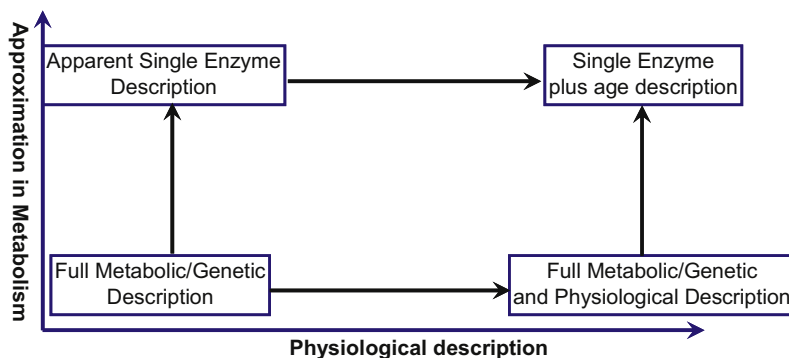 Approximation in Metabolism
Apparent Single Enzyme
Description
Single Enzyme
plus age description
Full Metabolic/Genetic
Description
Full Metabolic/Genetic
and Physiological Description
Physiological description